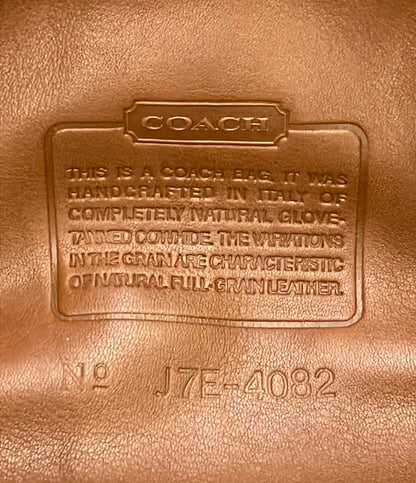 COACH
THIS IS A COACH BAG. IT WAS
HANDCRAFTED IN ITALY OF
COMPLETELY NATURAL GLOVE-
TANNED COWHIDE. THE VARIATIONS
IN THE GRAIN ARE CHARACTERISTIC
OF NATURAL FULL-GRAIN LEATHER.
No J7E-4082